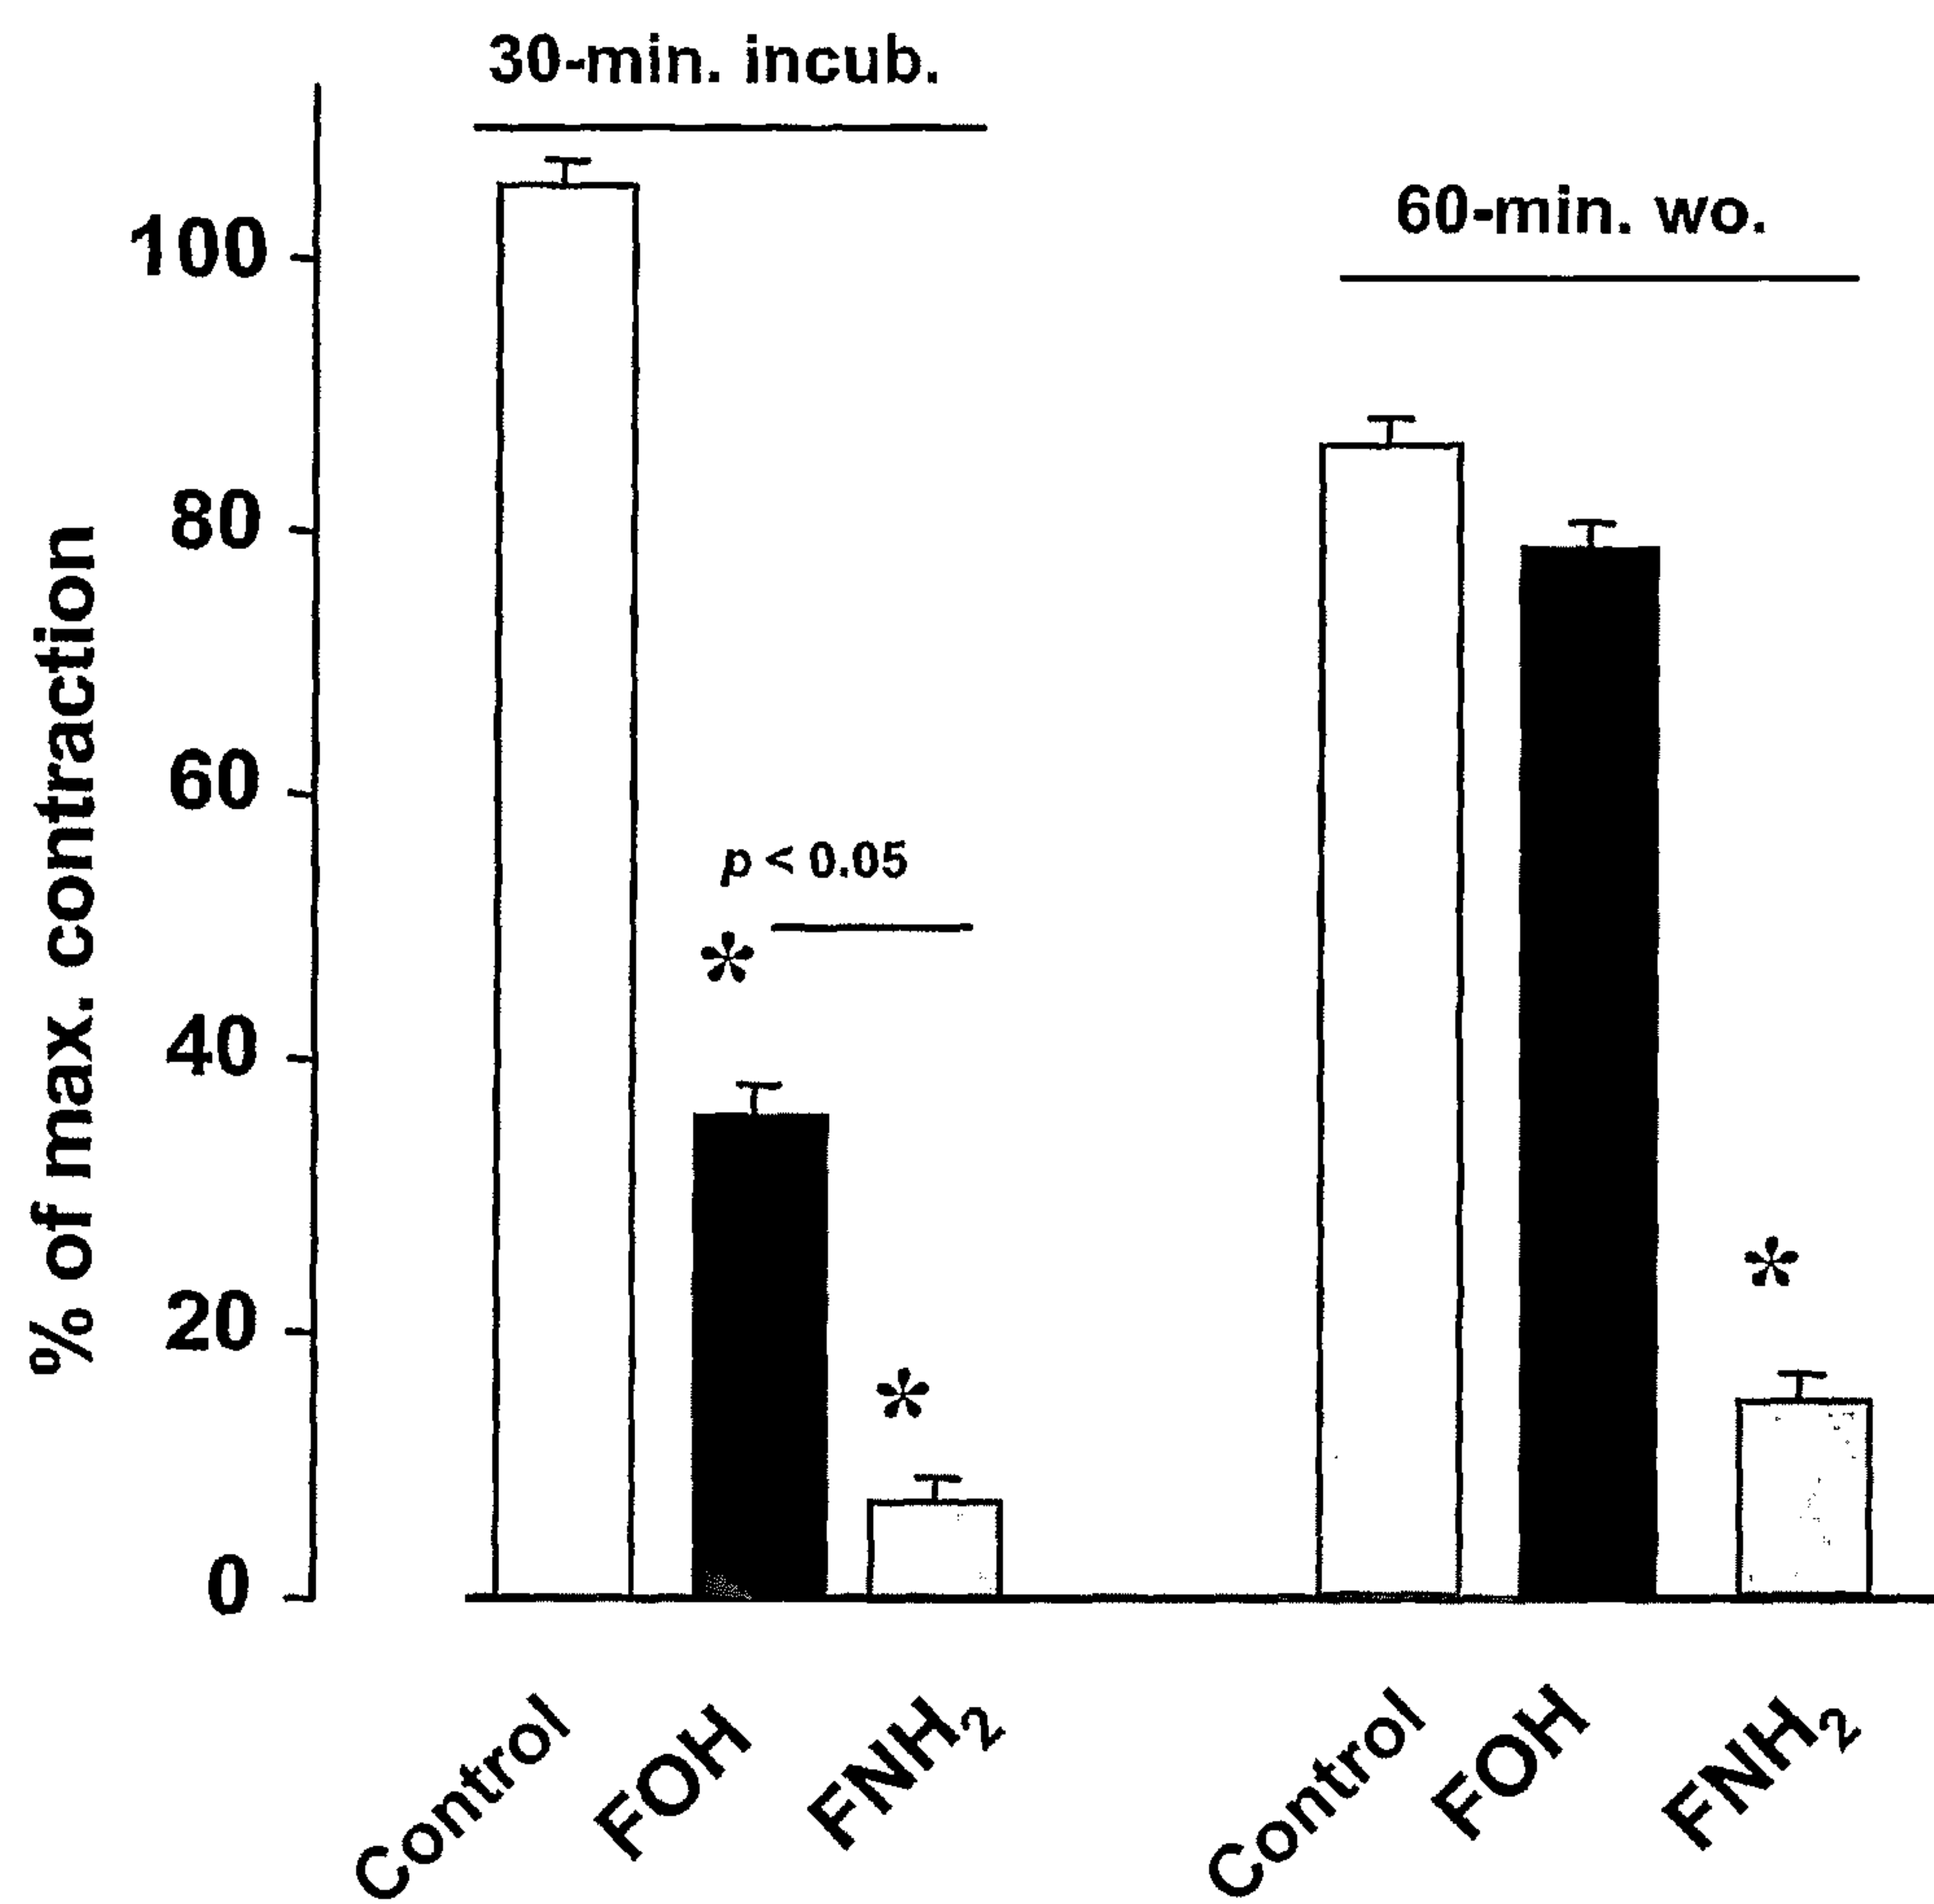 30-min. incub.
60-min. wo.
% of max. contraction
100
80
60
40
20
0
p < 0.05
*
*
*
Control
FOH
FNH₂
Control
FOH
FNH₂